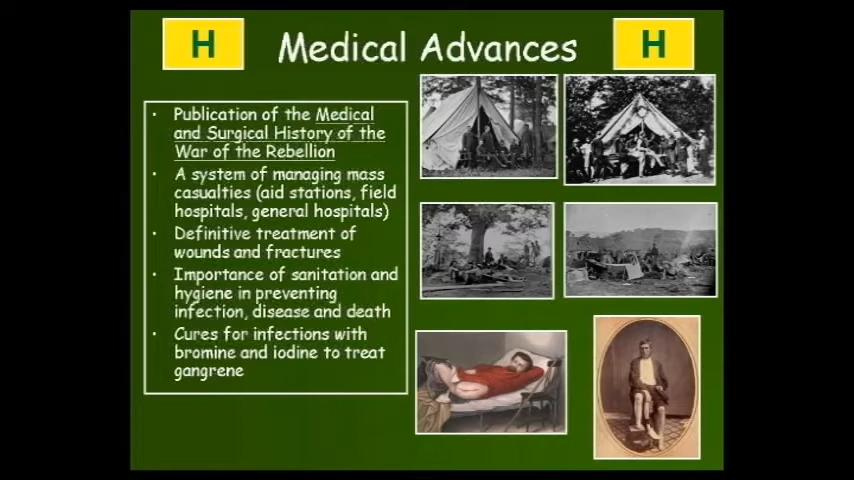 H
Medical Advances
H
• Publication of the Medical
and Surgical History of the
War of the Rebellion
• A system of managing mass
casualties (aid stations, field
hospitals, general hospitals)
• Definitive treatment of
wounds and fractures
• Importance of sanitation and
hygiene in preventing
infection, disease and death
• Cures for infections with
bromine and iodine to treat
gangrene